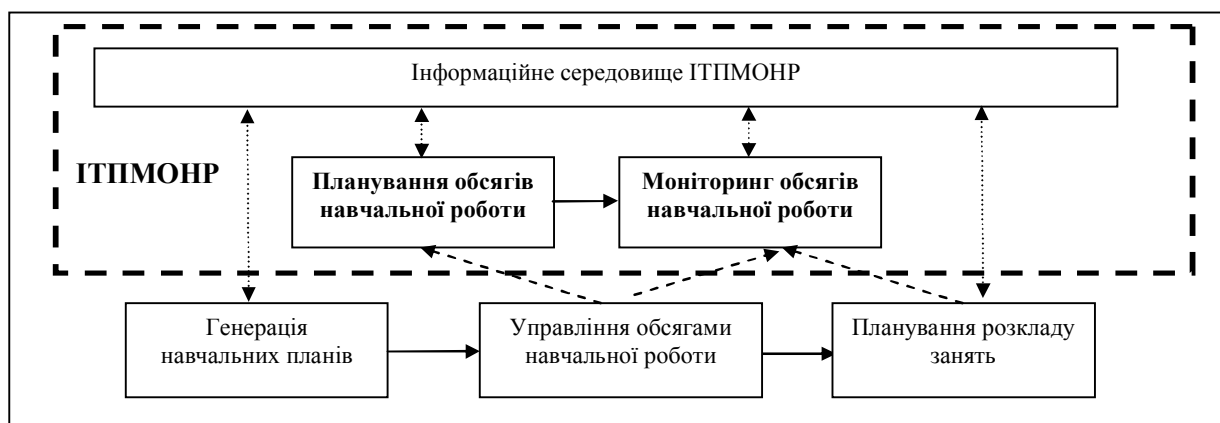 Інформаційне середовище ІТПМОНР
ІТПМОНР
Планування обсягів
навчальної роботи
Моніторинг обсягів
навчальної роботи
Генерація
навчальних планів
Управління обсягами
навчальної роботи
Планування розкладу
занять